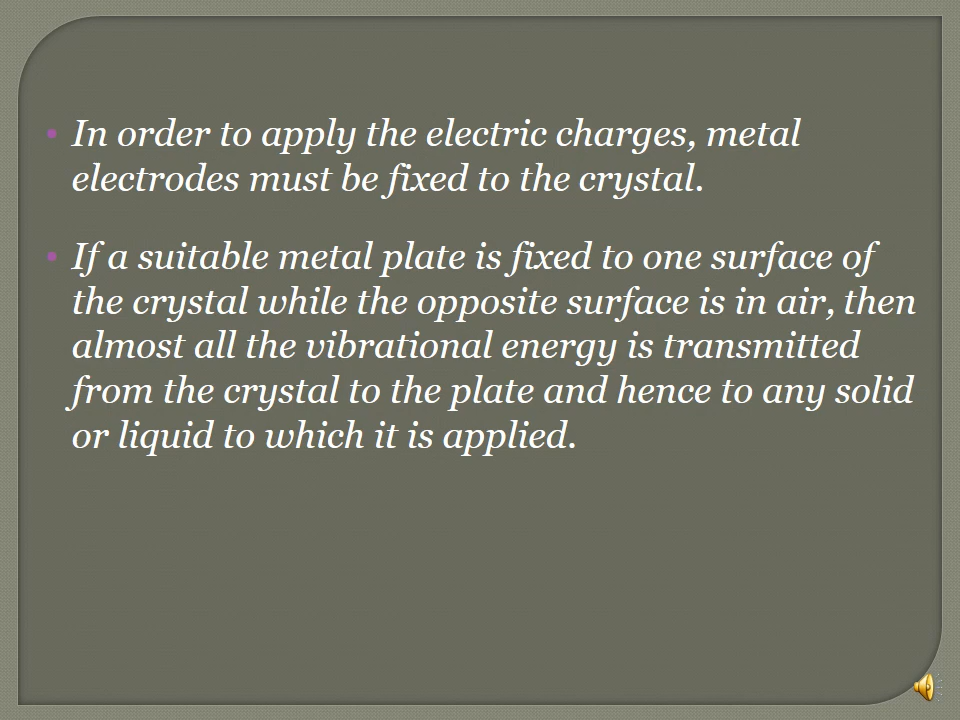 • In order to apply the electric charges, metal
electrodes must be fixed to the crystal.
• If a suitable metal plate is fixed to one surface of
the crystal while the opposite surface is in air, then
almost all the vibrational energy is transmitted
from the crystal to the plate and hence to any solid
or liquid to which it is applied.